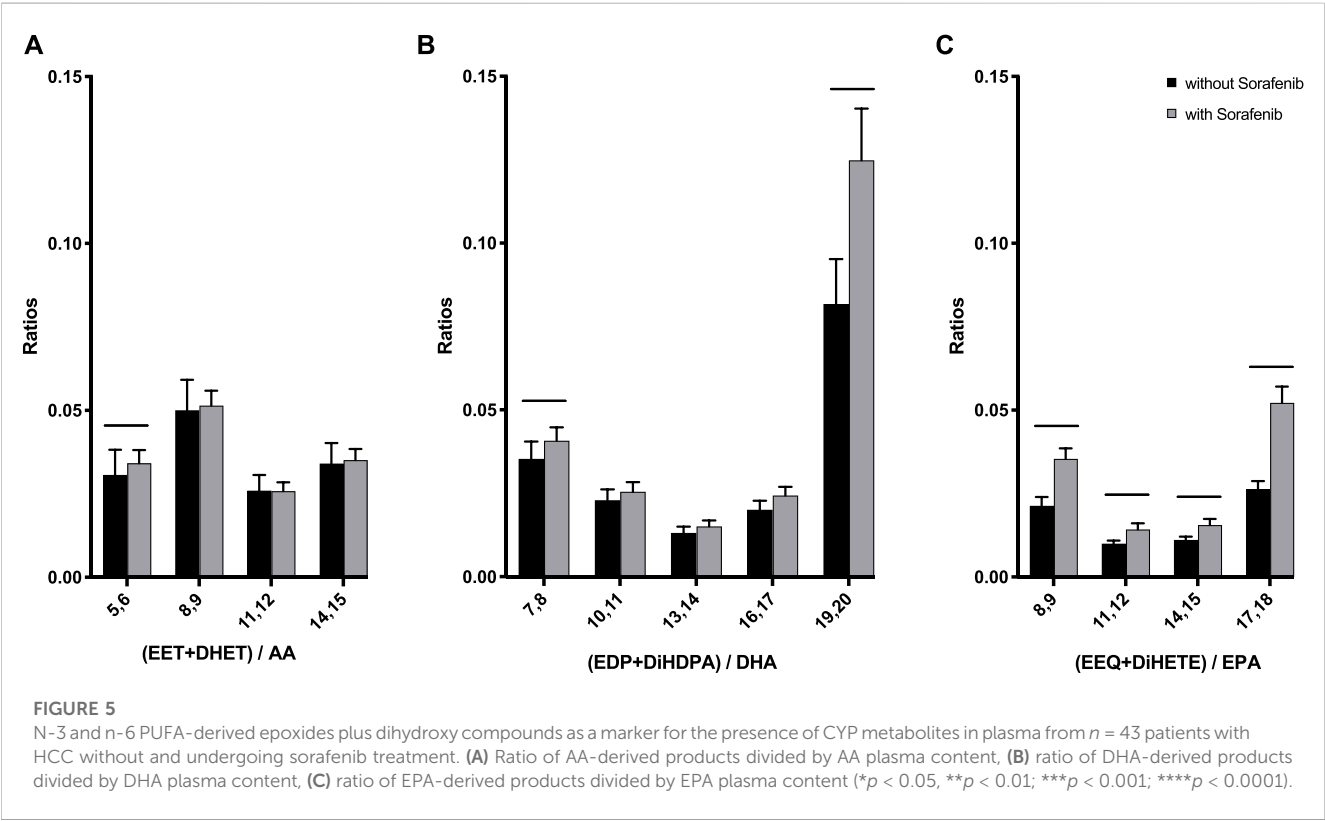 A
0.15
0.10
0.05
0.00
Ratios
5,6
8,9
11,12
14,15
(EET+DHET) / AA
B
0.15
0.10
0.05
0.00
Ratios
7,8
10,11
13,14
16,17
19,20
(EDP+DiHDPA) / DHA
C
0.15
0.10
0.05
0.00
Ratios
8,9
11,12
14,15
17,18
(EEQ+DiHETE) / EPA
without Sorafenib
with Sorafenib
FIGURE 5
N-3 and n-6 PUFA-derived epoxides plus dihydroxy compounds as a marker for the presence of CYP metabolites in plasma from n = 43 patients with
HCC without and undergoing sorafenib treatment. (A) Ratio of AA-derived products divided by AA plasma content, (B) ratio of DHA-derived products
divided by DHA plasma content, (C) ratio of EPA-derived products divided by EPA plasma content (*p < 0.05, **p < 0.01; ***p < 0.001; ****p < 0.0001).